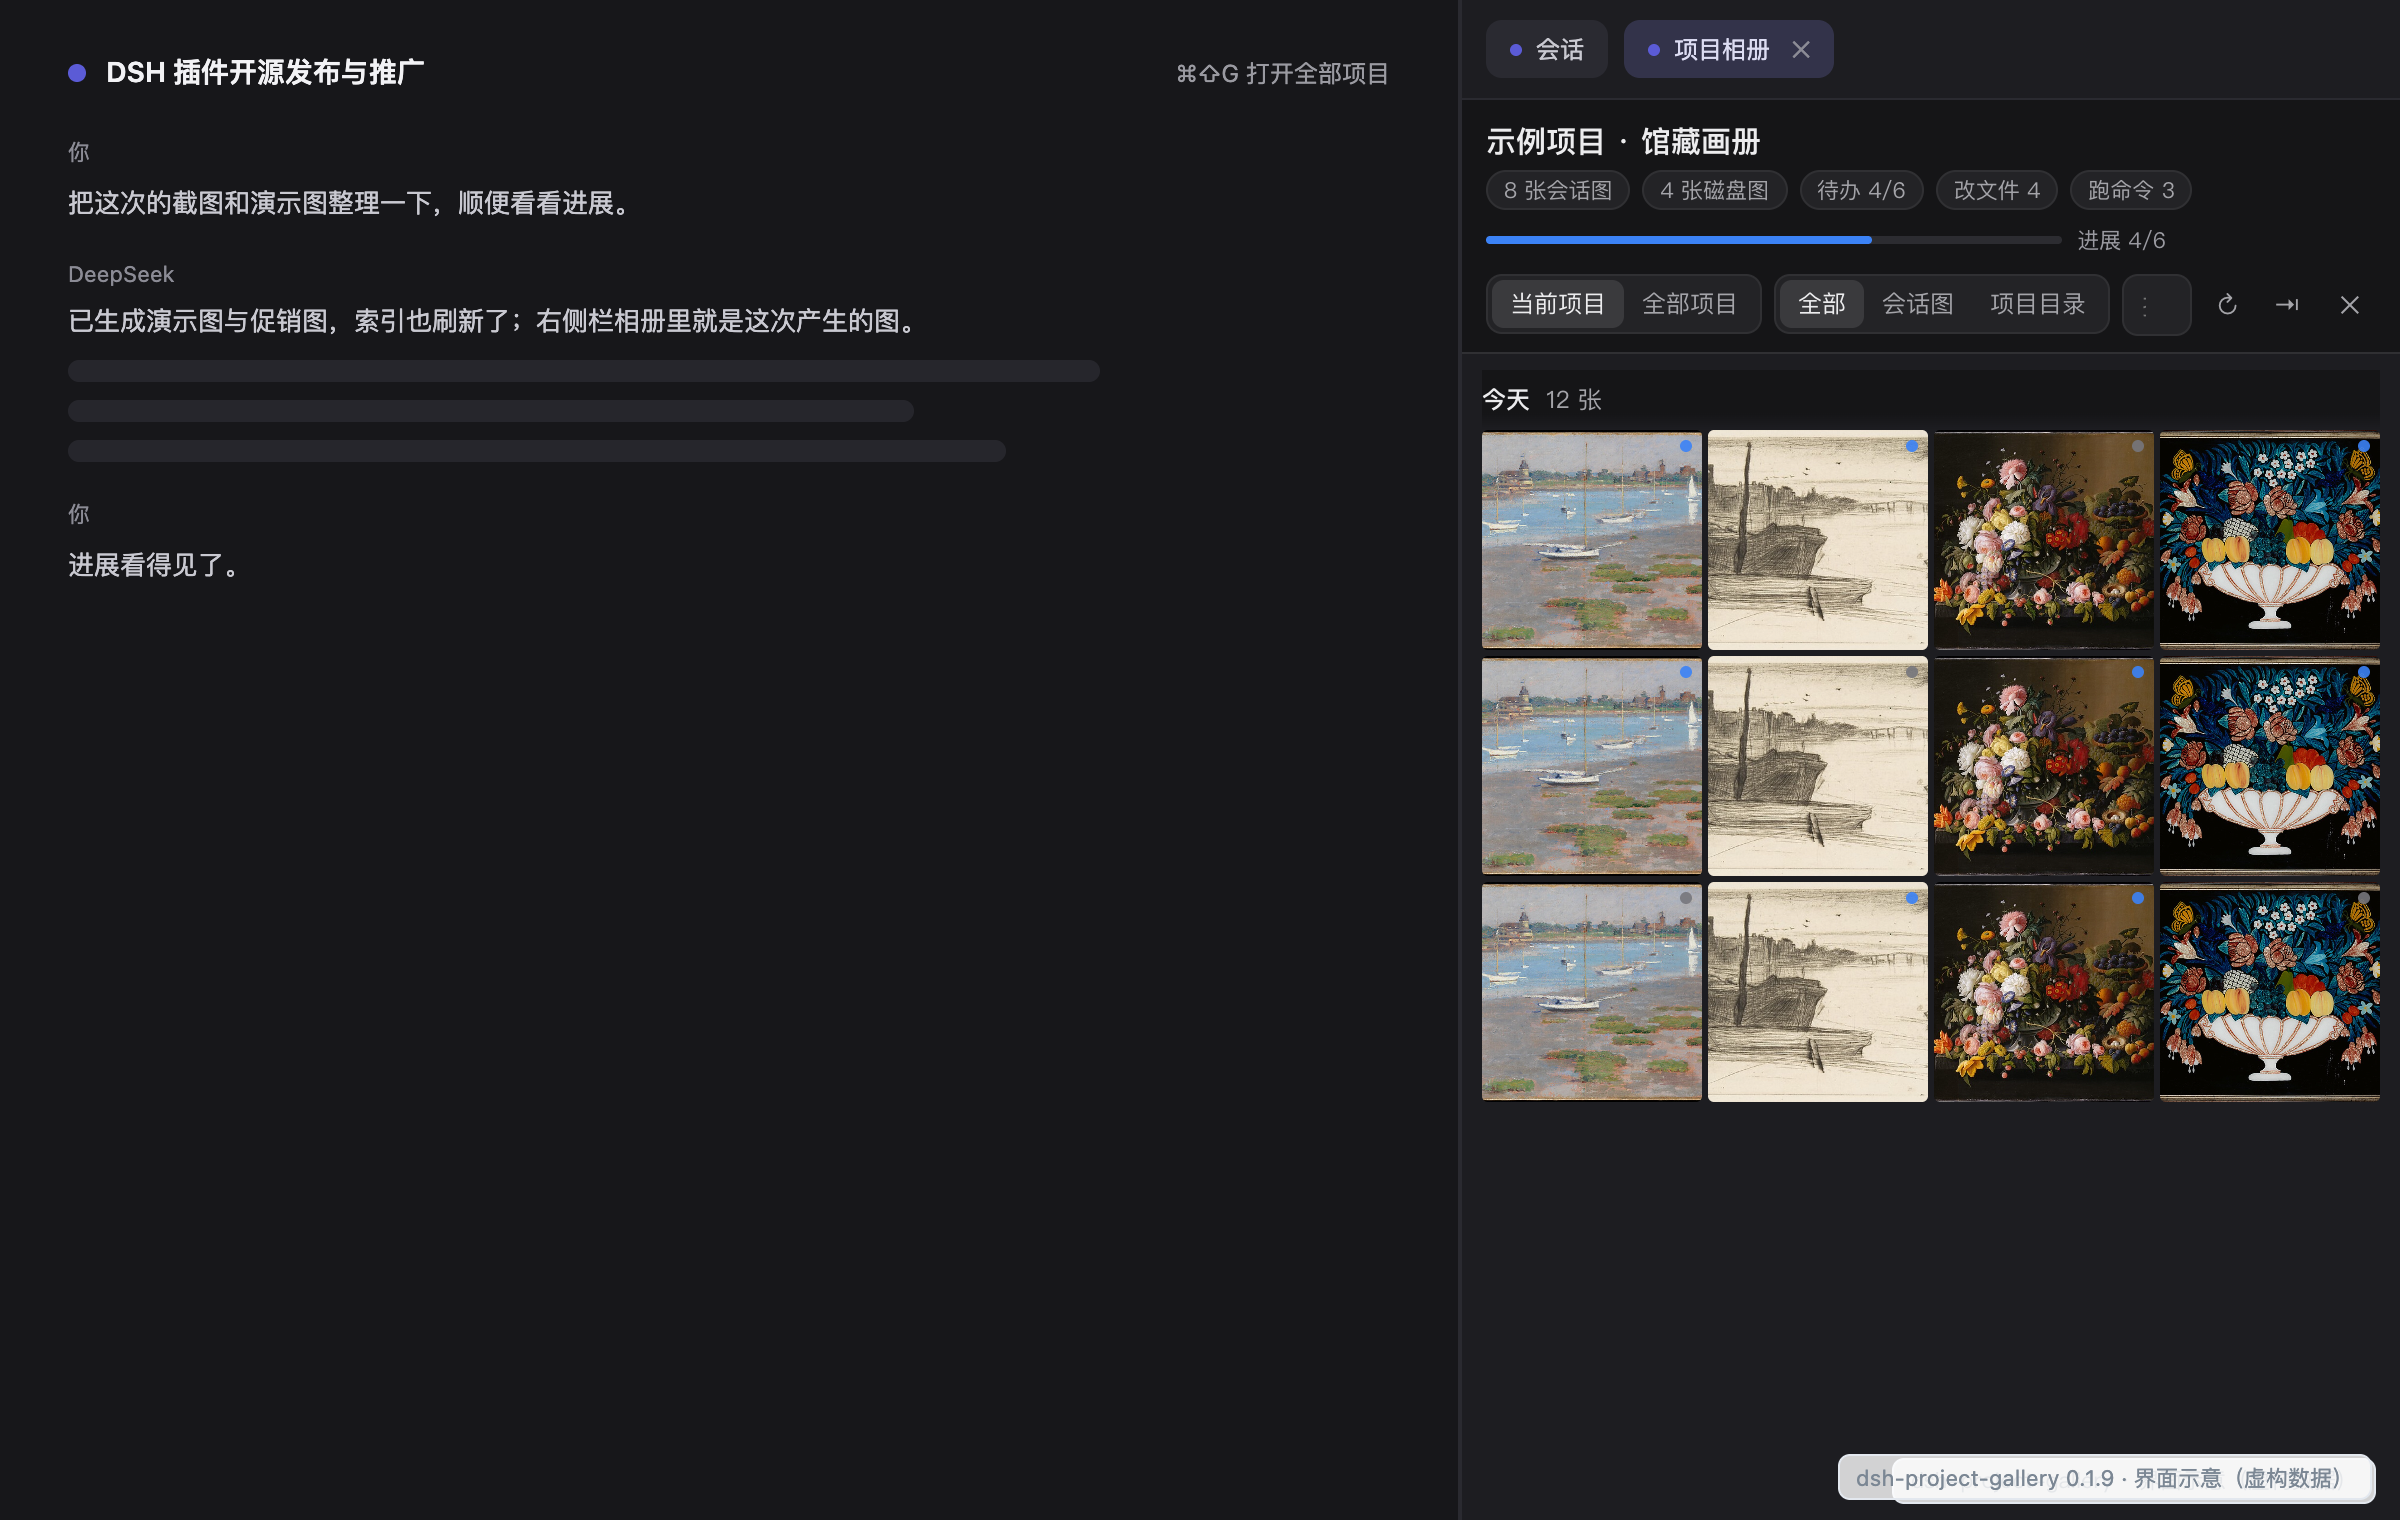 DSH 插件开源发布与推广
⌘⇧G 打开全部项目
你
把这次的截图和演示图整理一下，顺便看看进展。
DeepSeek
已生成演示图与促销图，索引也刷新了；右侧栏相册里就是这次产生的图。
你
进展看得见了。
会话
项目相册
示例项目 · 馆藏画册
8 张会话图
4 张磁盘图
待办 4/6
改文件 4
跑命令 3
进展 4/6
当前项目
全部项目
全部
会话图
项目目录
今天 12 张
dsh-project-gallery 0.1.9 · 界面示意（虚构数据）